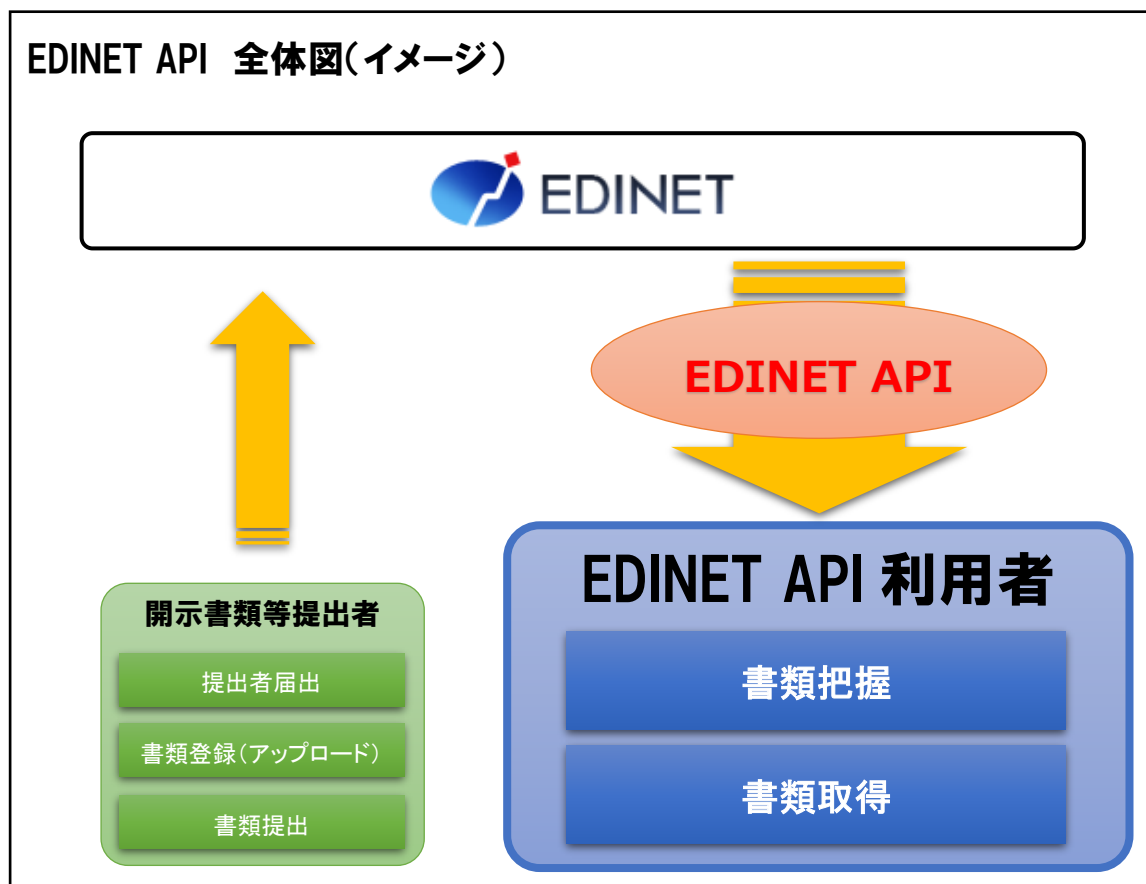 EDINET API 全体図(イメージ)
EDINET
EDINET API
開示書類等提出者
提出者届出
書類登録(アップロード)
書類提出
EDINET API 利用者
書類把握
書類取得